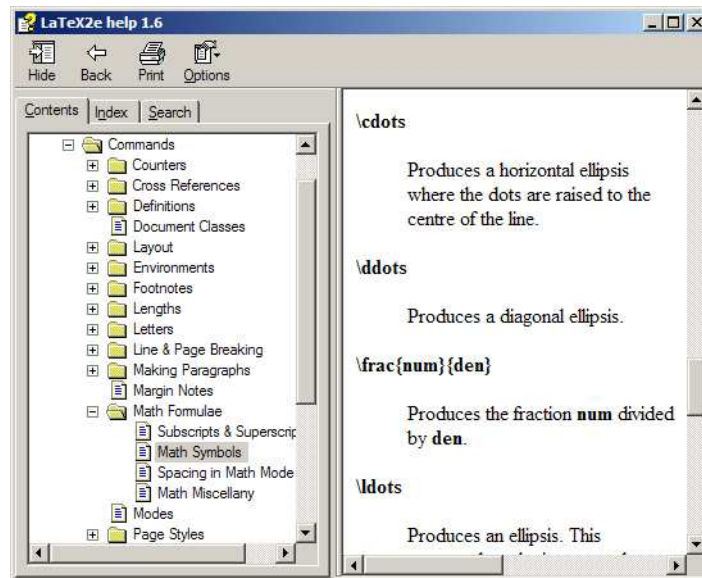 LaTeX2e help 1.6
Hide Back Print Options
Contents Index Search
Commands
Counters
Cross References
Definitions
Document Classes
Layout
Environments
Footnotes
Lengths
Letters
Line & Page Breaking
Making Paragraphs
Margin Notes
Math Formulae
Subscripts & Superscrip
Math Symbols
Spacing in Math Mode
Math Miscellany
Modes
Page Styles
\cdots
Produces a horizontal ellipsis
where the dots are raised to the
centre of the line.
\ddots
Produces a diagonal ellipsis.
\frac{num}{den}
Produces the fraction num divided
by den.
\ldots
Produces an ellipsis. This